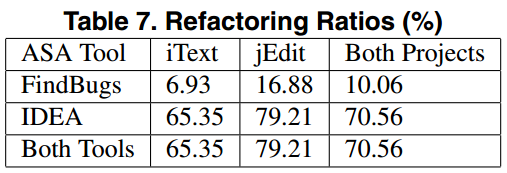 Table 7. Refactoring Ratios (%)
ASA Tool iText jEdit Both Projects
FindBugs 6.93 16.88 10.06
IDEA 65.35 79.21 70.56
Both Tools 65.35 79.21 70.56